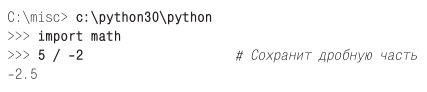 C:\misc> c:\python30\python
>>> import math
>>> 5 / -2 # Сохранит дробную часть
-2.5